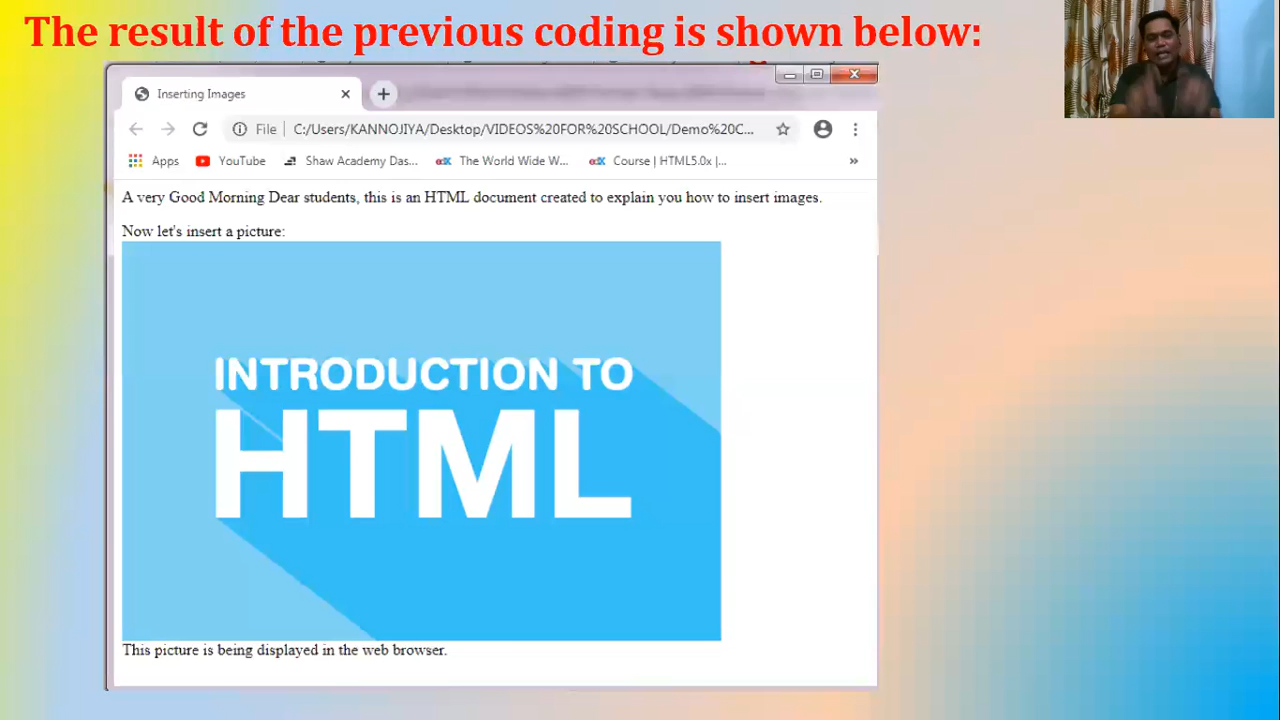 The result of the previous coding is shown below:
Inserting Images
File C:/Users/KANNOJIYA/Desktop/VIDEOS%20FOR%20SCHOOL/Demo%20C...
Apps YouTube Shaw Academy Das... The World Wide W... Course | HTML5.0x |... »
A very Good Morning Dear students, this is an HTML document created to explain you how to insert images.
Now let's insert a picture:
INTRODUCTION TO
HTML
This picture is being displayed in the web browser.